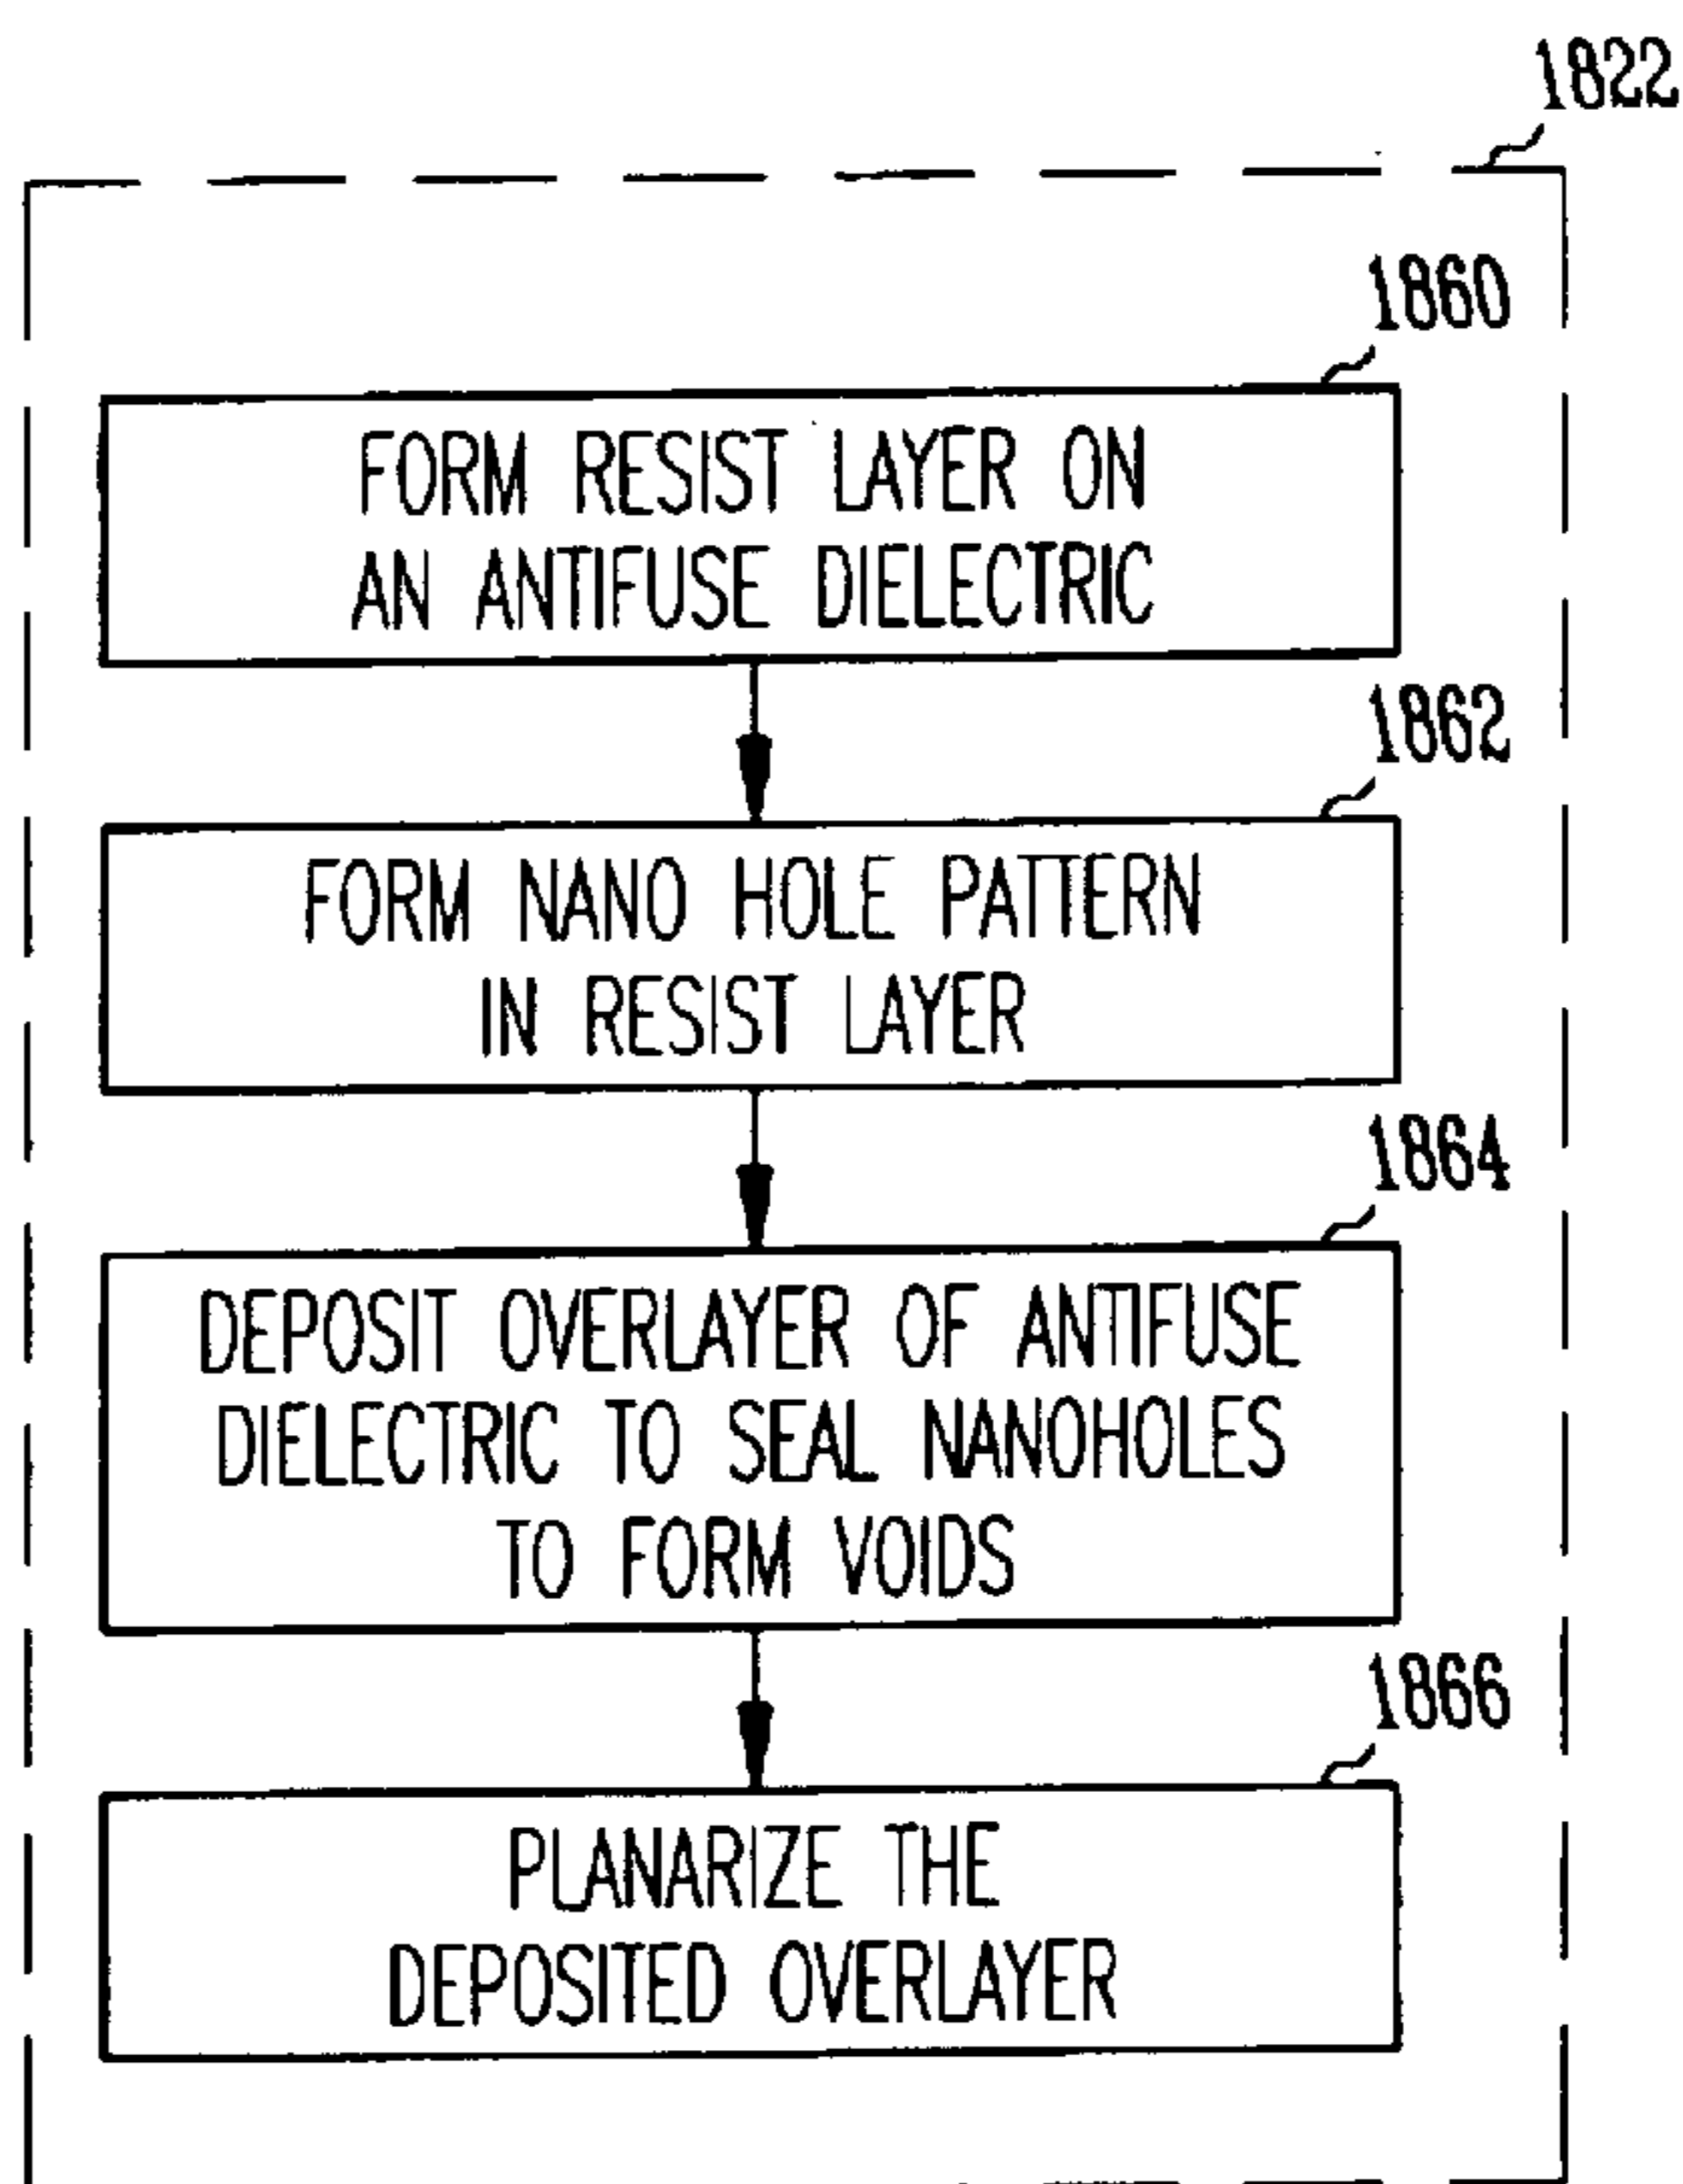 1822
1860
FORM RESIST LAYER ON
AN ANTIFUSE DIELECTRIC
1862
FORM NANO HOLE PATTERN
IN RESIST LAYER
1864
DEPOSIT OVERLAYER OF ANTIFUSE
DIELECTRIC TO SEAL NANOHOLES
TO FORM VOIDS
1866
PLANARIZE THE
DEPOSITED OVERLAYER